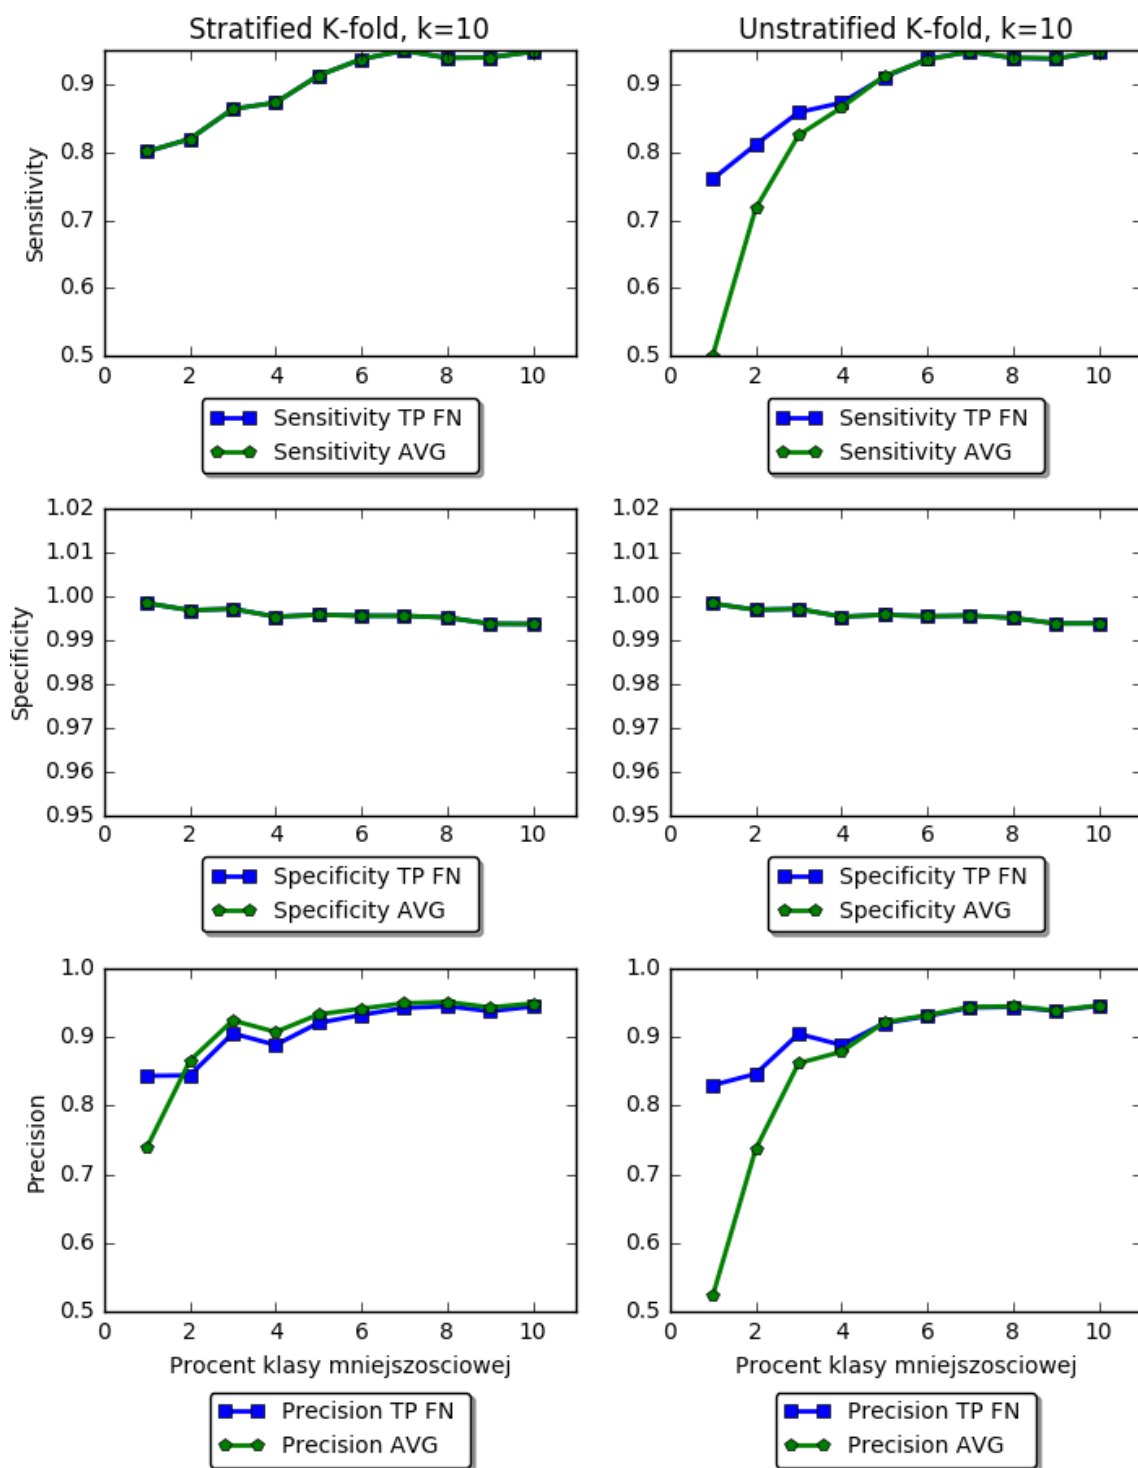 Stratified K-fold, k=10
Unstratified K-fold, k=10
Sensitivity
0.9
0.8
0.7
0.6
0.5
0 2 4 6 8 10
Sensitivity TP FN
Sensitivity AVG
0.9
0.8
0.7
0.6
0.5
0 2 4 6 8 10
Sensitivity TP FN
Sensitivity AVG
Specificity
1.02
1.01
1.00
0.99
0.98
0.97
0.96
0.95
0 2 4 6 8 10
Specificity TP FN
Specificity AVG
1.02
1.01
1.00
0.99
0.98
0.97
0.96
0.95
0 2 4 6 8 10
Specificity TP FN
Specificity AVG
Precision
1.0
0.9
0.8
0.7
0.6
0.5
0 2 4 6 8 10
Procent klasy mniejszosciowej
Precision TP FN
Precision AVG
1.0
0.9
0.8
0.7
0.6
0.5
0 2 4 6 8 10
Procent klasy mniejszosciowej
Precision TP FN
Precision AVG